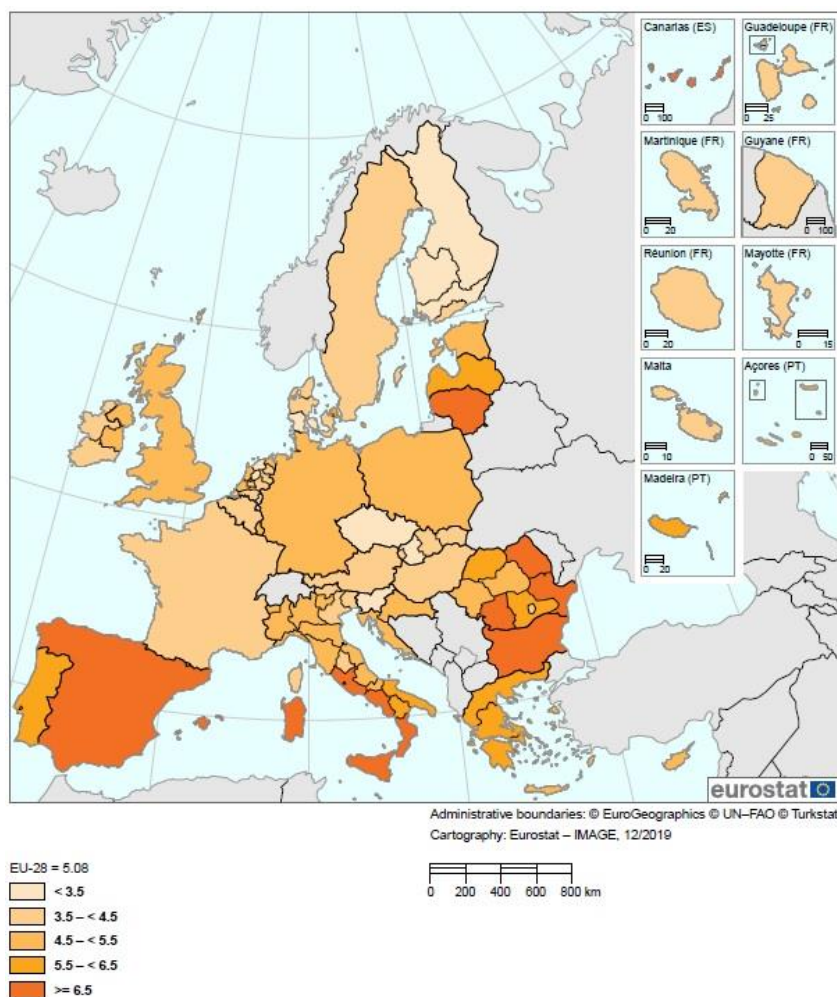 Canarias (ES)
0 100
Guadeloupe (FR)
0 25
Martinique (FR)
0 20
Guyane (FR)
0 100
Réunion (FR)
0 20
Mayotte (FR)
0 15
Malta
0 10
Açores (PT)
0 50
Madeira (PT)
0 20
eurostat
Administrative boundaries: © EuroGeographics © UN–FAO © Turkstat
Cartography: Eurostat – IMAGE, 12/2019
EU-28 = 5.08
< 3.5
3.5 – < 4.5
4.5 – < 5.5
5.5 – < 6.5
>= 6.5
0 200 400 600 800 km